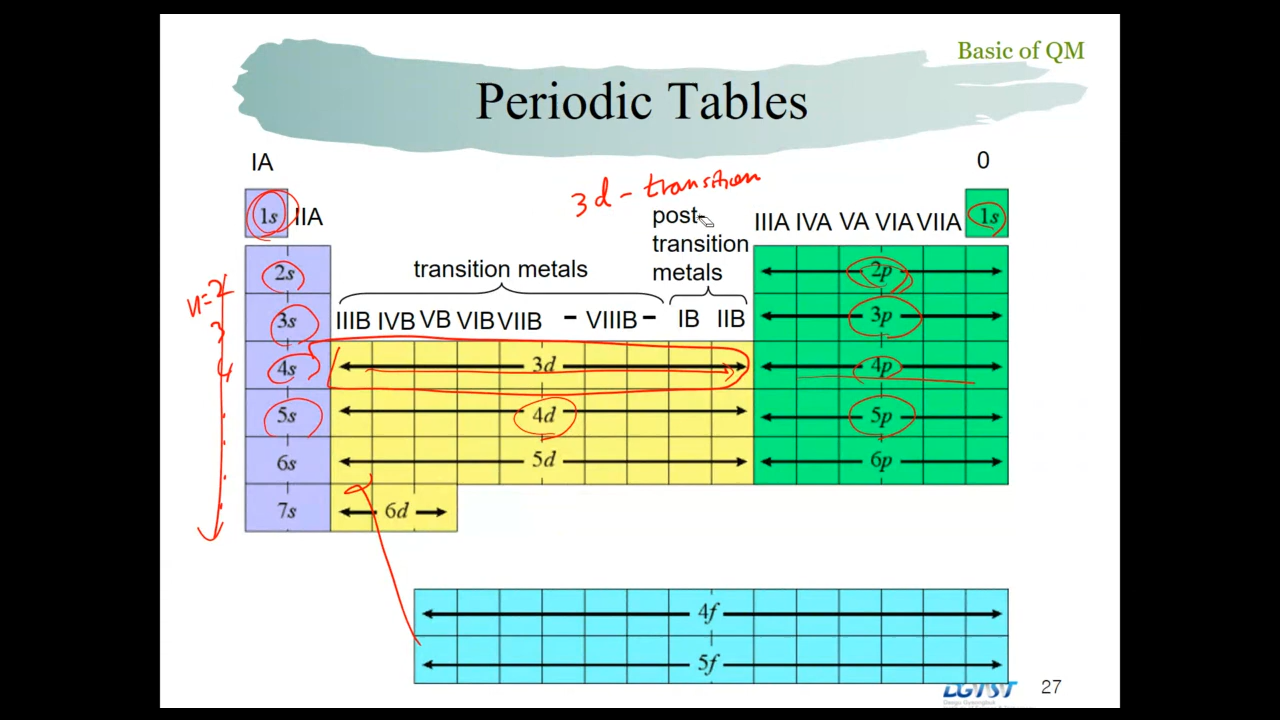 Basic of QM
Periodic Tables
IA
0
3d - transition
1s
IIA
post-
transition
metals
IIIA IVA VA VIA VIIA
1s
transition metals
2s
2p
n=2
3
4
3s
IIIB IVB VB VIB VIIB - VIIIB - IB IIB
3p
4s
3d
4p
5s
4d
5p
6s
5d
6p
7s
6d
4f
5f
DGIST
27